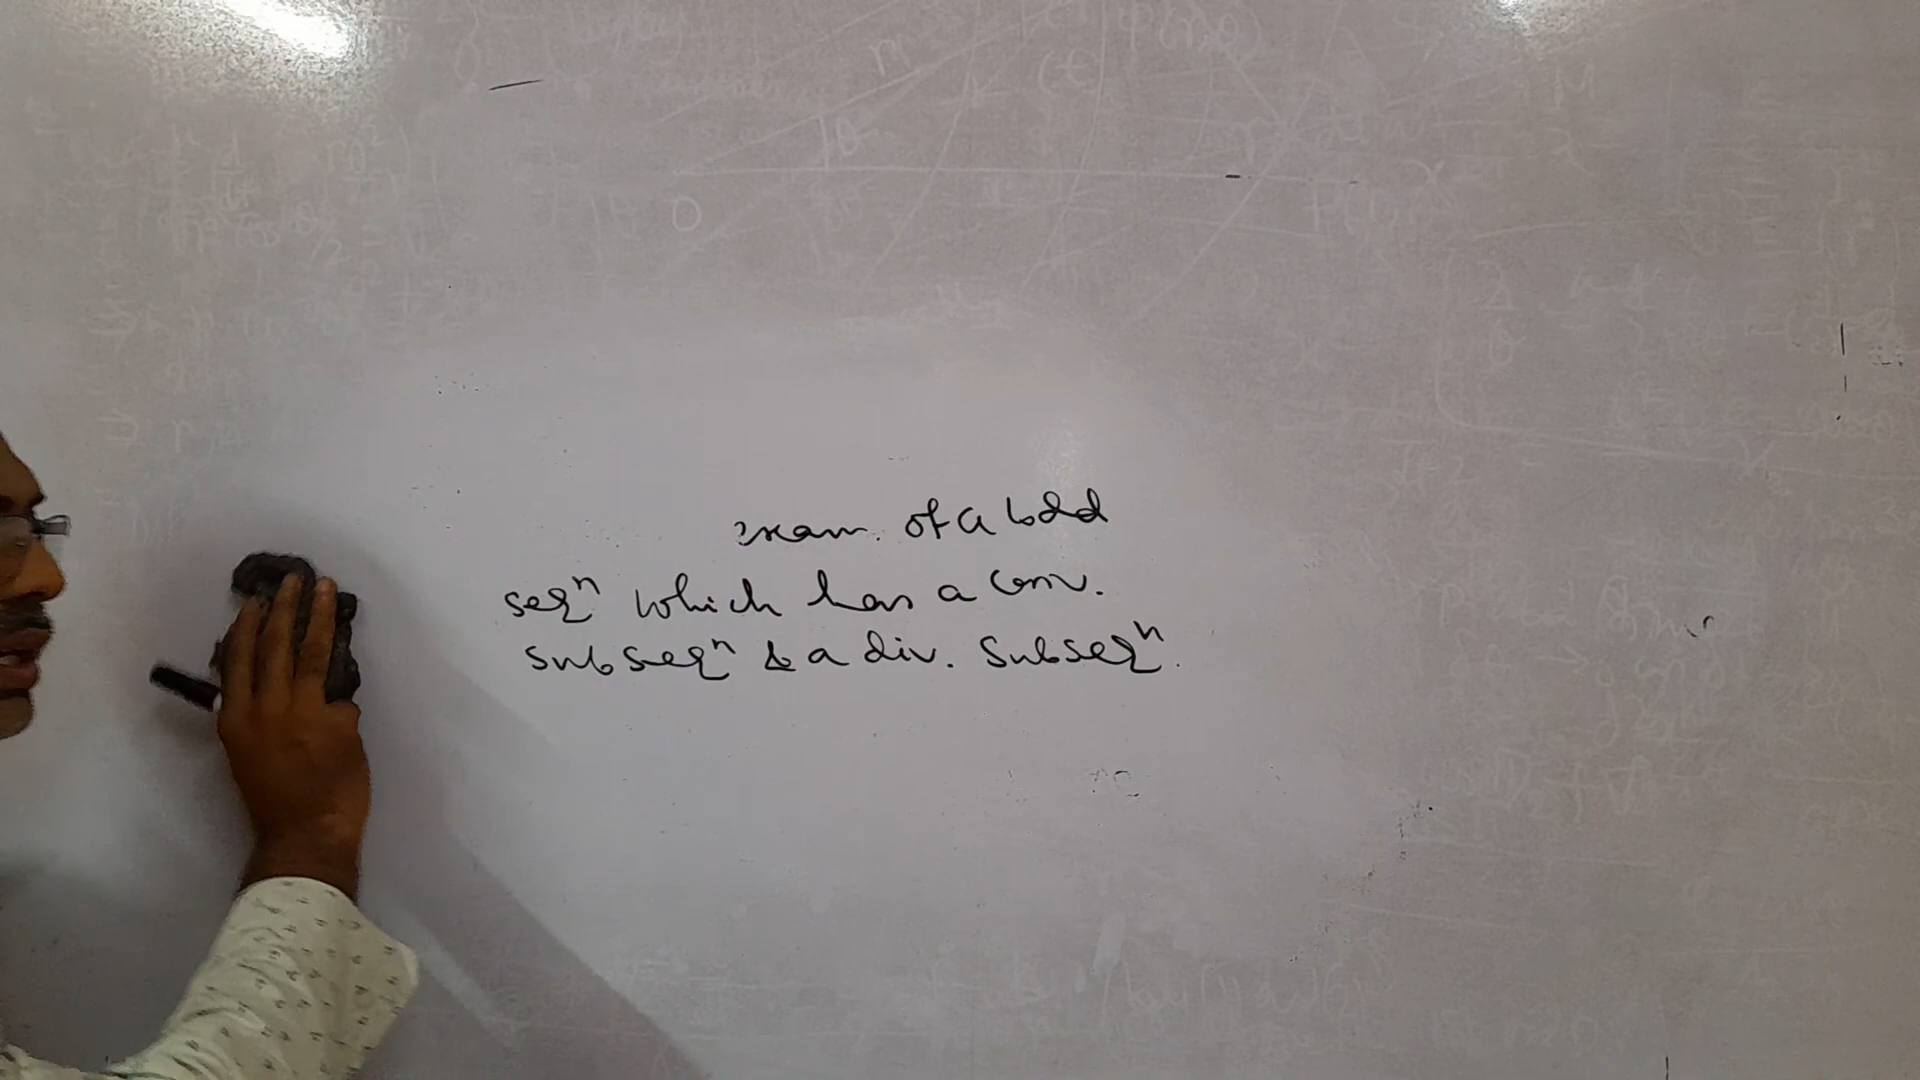 exam. of a bdd
seqⁿ which has a conv.
subseqⁿ & a div. subseqⁿ.